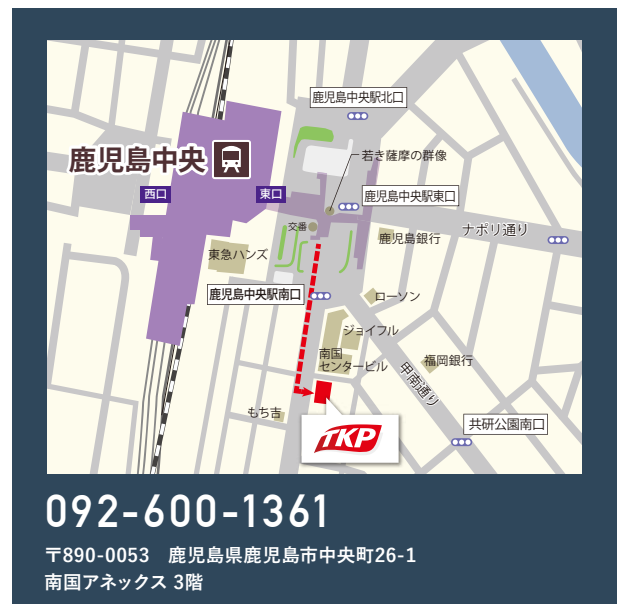 鹿児島中央駅北口
鹿児島中央
若き薩摩の群像
西口
東口
鹿児島中央駅東口
交番
鹿児島銀行
ナポリ通り
東急ハンズ
鹿児島中央駅南口
ローソン
ジョイフル
南国
センタービル
福岡銀行
甲南通り
もち吉
共研公園南口
TKP
092-600-1361
〒890-0053　鹿児島県鹿児島市中央町26-1
南国アネックス 3階